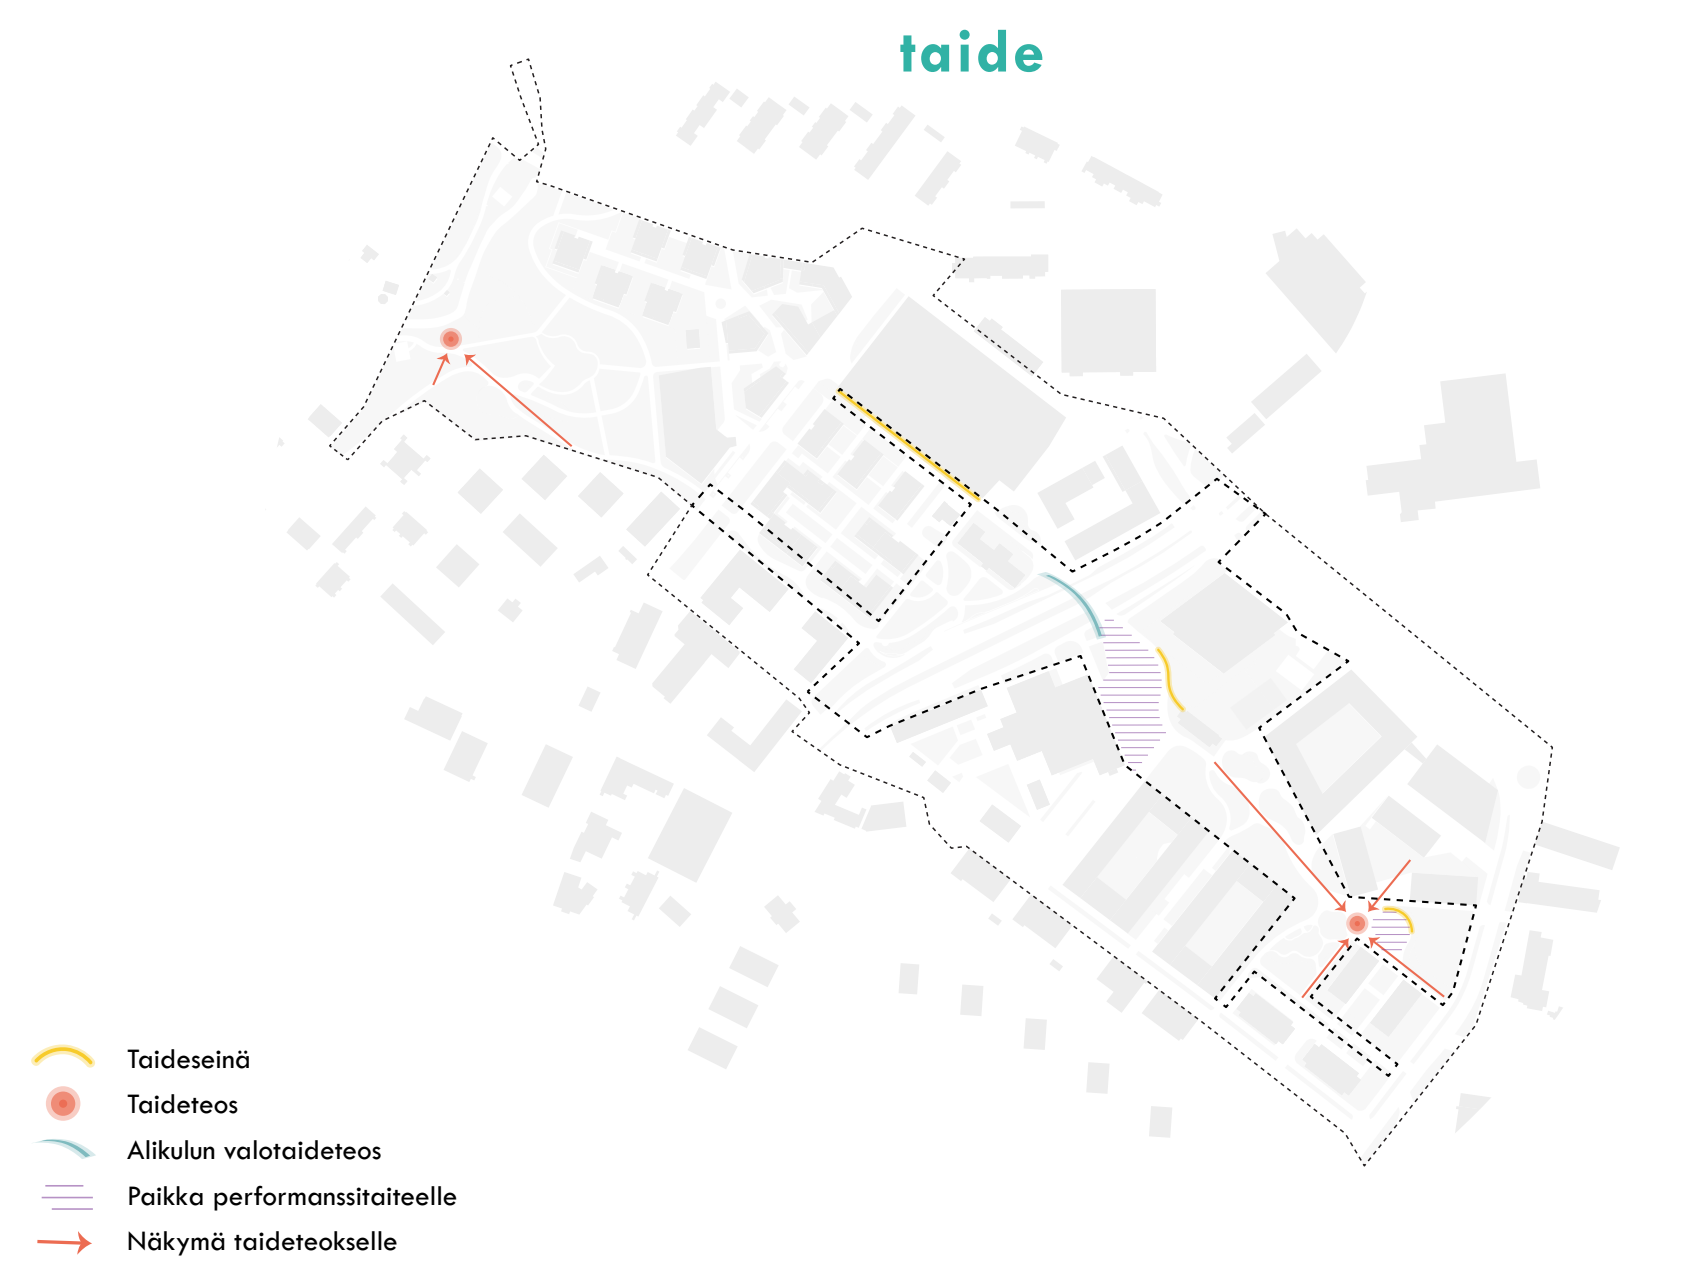 taide
Taideseinä
Taideteos
Alikulun valotaideteos
Paikka performanssitaiteelle
Näkymä taideteokselle